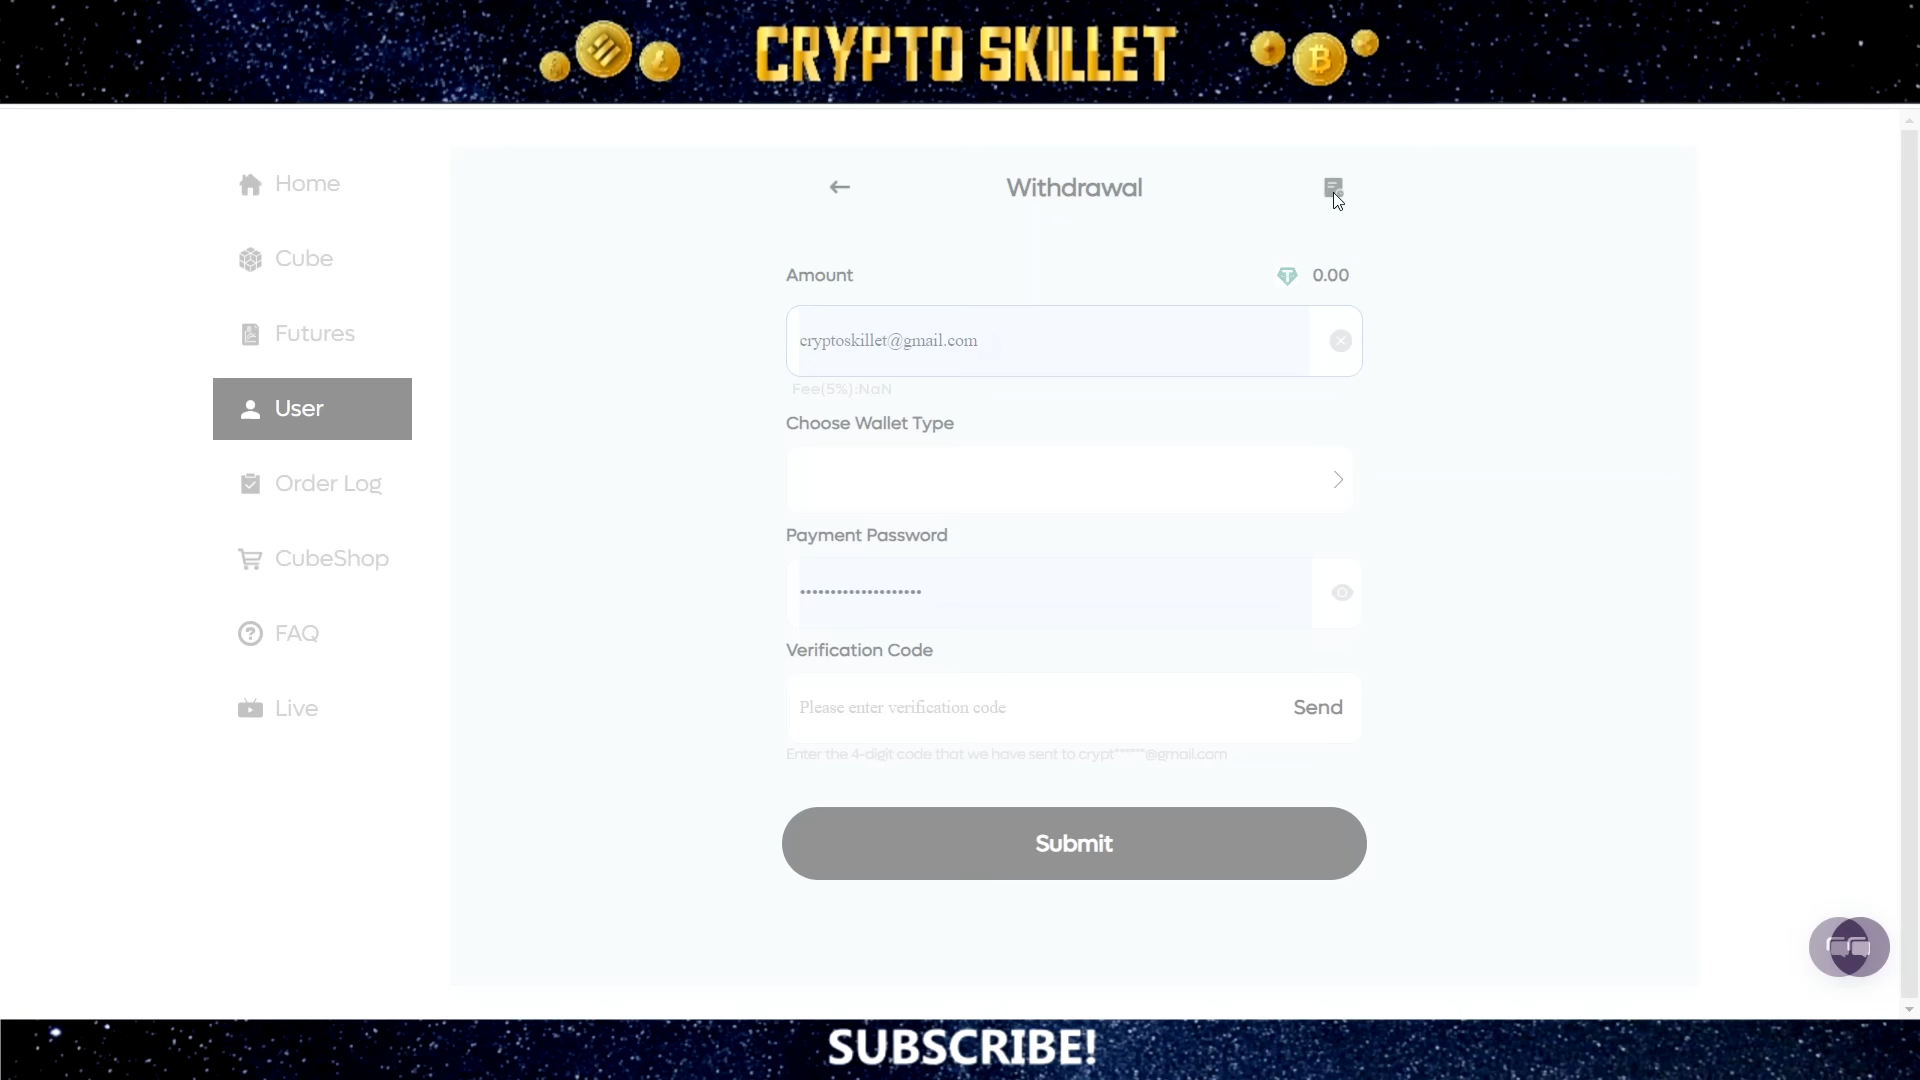 CRYPTO SKILLET
Home
Cube
Futures
User
Order Log
CubeShop
FAQ
Live
Withdrawal
Amount
0.00
cryptoskillet@gmail.com
Fee(5%):NaN
Choose Wallet Type
Payment Password
••••••••••••••••••••
Verification Code
Please enter verification code
Send
Enter the 4-digit code that we have sent to crypt******@gmail.com
Submit
SUBSCRIBE!